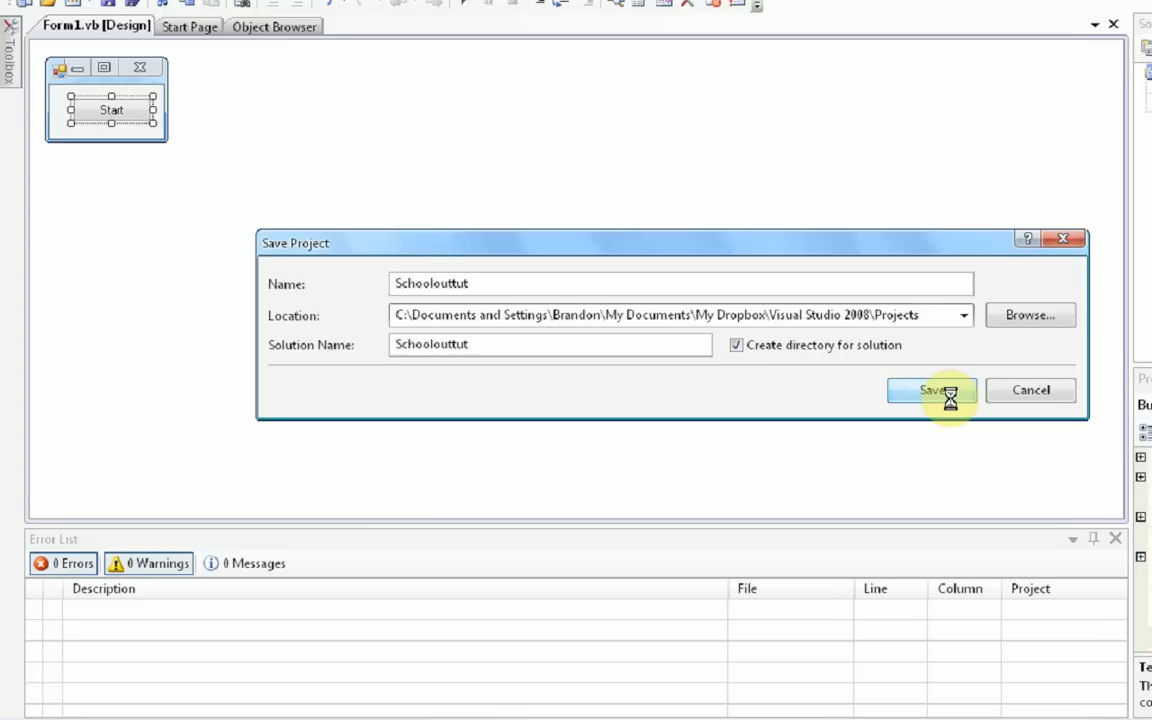 Form1.vb [Design] Start Page Object Browser
Toolbox
Start
Save Project
Name: Schoolouttut
Location: C:\Documents and Settings\Brandon\My Documents\My Dropbox\Visual Studio 2008\Projects Browse...
Solution Name: Schoolouttut Create directory for solution
Save Cancel
Error List
0 Errors 0 Warnings 0 Messages
Description File Line Column Project